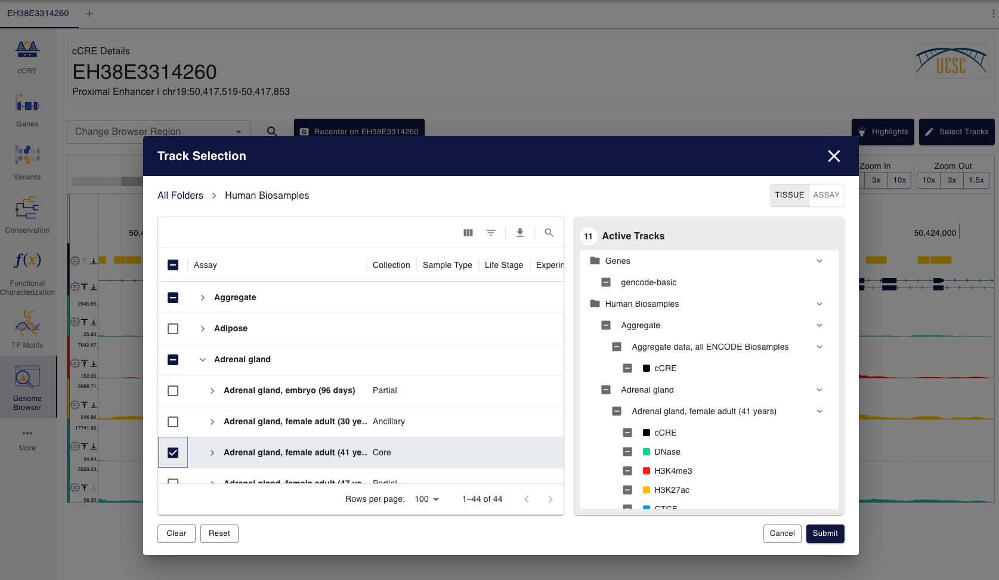 EH38E3314260
cCRE
Genes
Variants
Conservation
f(x)
Functional
Characterization
TF Motifs
Genome
Browser
More
cCRE Details
EH38E3314260
Proximal Enhancer | chr19:50,417,519-50,417,853
UCSC
Change Browser Region
Recenter on EH38E3314260
Highlights
Select Tracks
Zoom In
3x
10x
Zoom Out
10x
3x
1.5x
50,4
50,424,000
2945.65
25.80
7042.67
152.00
3098.71
246.86
17741.86
94.84
3329.03
58.35
Track Selection
All Folders
Human Biosamples
TISSUE
ASSAY
Assay
Collection
Sample Type
Life Stage
Experin
Aggregate
Adipose
Adrenal gland
Adrenal gland, embryo (96 days)
Partial
Adrenal gland, female adult (30 ye..
Ancillary
Adrenal gland, female adult (41 ye..
Core
Adrenal gland, female adult (47 ye
Partial
Rows per page:
100
1–44 of 44
11
Active Tracks
Genes
gencode-basic
Human Biosamples
Aggregate
Aggregate data, all ENCODE Biosamples
cCRE
Adrenal gland
Adrenal gland, female adult (41 years)
cCRE
DNase
H3K4me3
H3K27ac
CTCF
Clear
Reset
Cancel
Submit